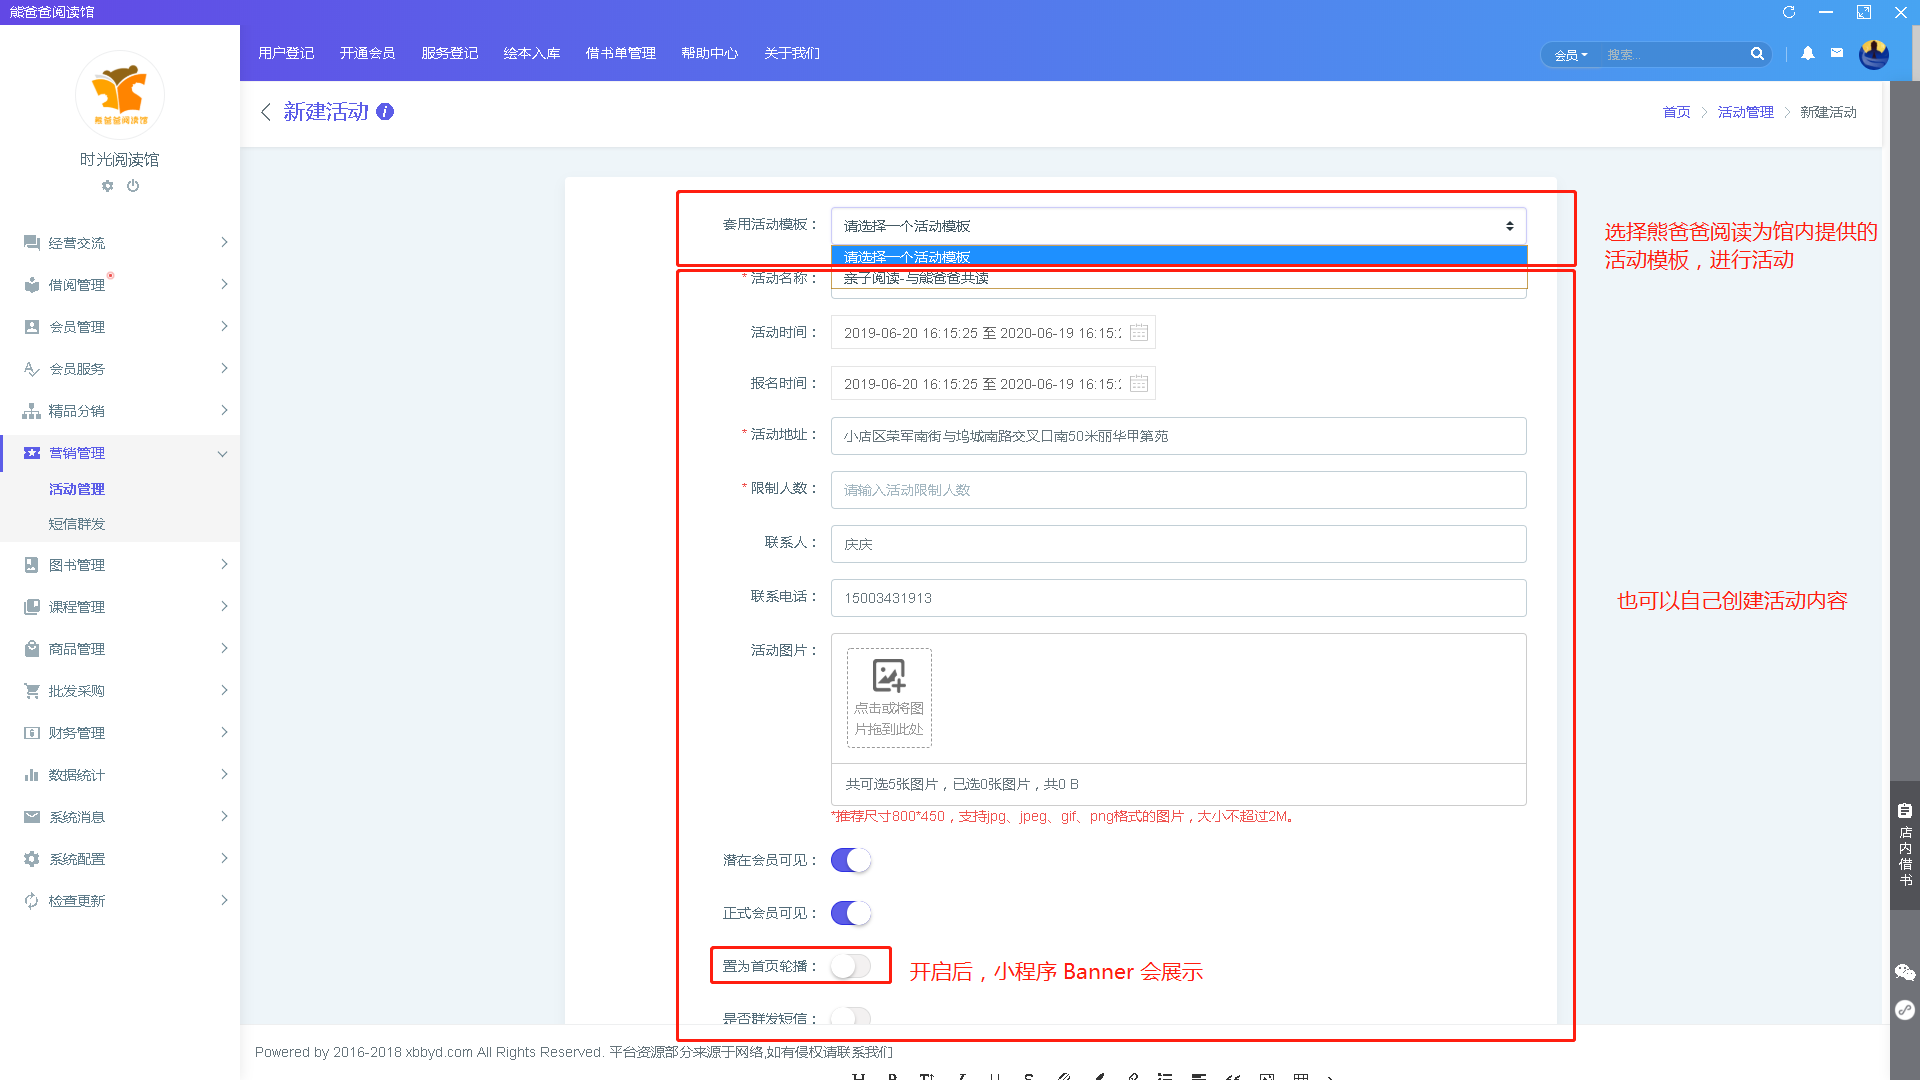 熊爸爸阅读馆
用户登记 开通会员 服务登记 绘本入库 借书单管理 帮助中心 关于我们
会员 搜索...
熊爸爸阅读馆
时光阅读馆
经营交流
借阅管理
会员管理
会员服务
精品分销
营销管理
活动管理
短信群发
图书管理
课程管理
商品管理
批发采购
财务管理
数据统计
系统消息
系统配置
检查更新
新建活动
首页 > 活动管理 > 新建活动
套用活动模板： 请选择一个活动模板
请选择一个活动模板
*活动名称： 亲子阅读-与熊爸爸共读
活动时间： 2019-06-20 16:15:25 至 2020-06-19 16:15:
报名时间： 2019-06-20 16:15:25 至 2020-06-19 16:15:
*活动地址： 小店区荣军南街与坞城南路交叉口南50米丽华甲第苑
*限制人数： 请输入活动限制人数
联系人： 庆庆
联系电话： 15003431913
活动图片：
点击或将图
片拖到此处
共可选5张图片，已选0张图片，共0 B
*推荐尺寸800*450，支持jpg、jpeg、gif、png格式的图片，大小不超过2M。
潜在会员可见：
正式会员可见：
置为首页轮播：
开启后，小程序 Banner 会展示
是否群发短信：
选择熊爸爸阅读为馆内提供的
活动模板，进行活动
也可以自己创建活动内容
店内借书
Powered by 2016-2018 xbbyd.com All Rights Reserved. 平台资源部分来源于网络,如有侵权请联系我们